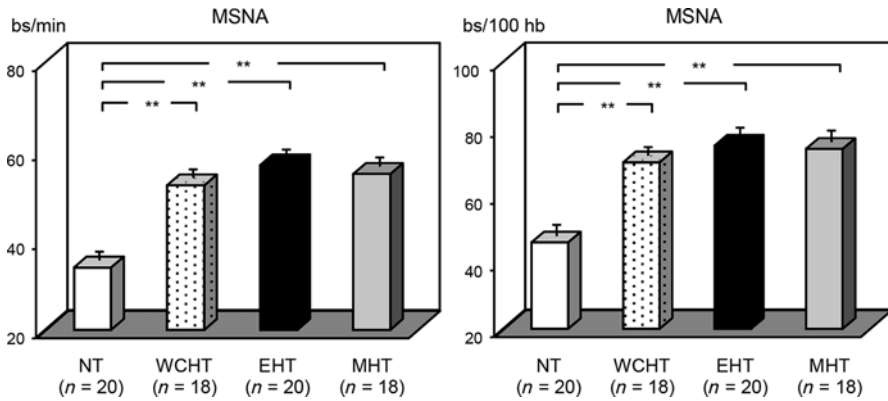 MSNA
bs/min
80
60
40
20
**
**
**
NT
(n = 20)
WCHT
(n = 18)
EHT
(n = 20)
MHT
(n = 18)
MSNA
bs/100 hb
100
80
60
40
20
**
**
**
NT
(n = 20)
WCHT
(n = 18)
EHT
(n = 20)
MHT
(n = 18)